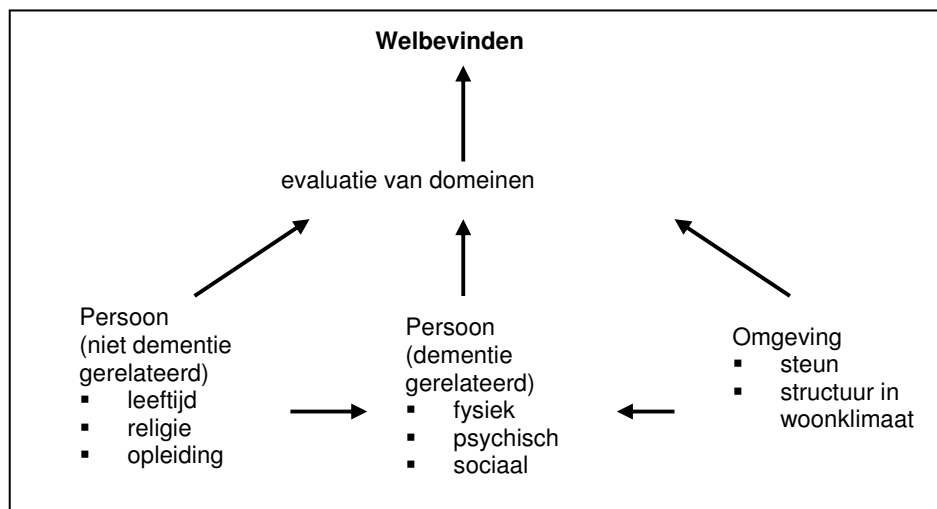 Welbevinden
evaluatie van domeinen
Persoon
(niet dementie
gerelateerd)
▪ leeftijd
▪ religie
▪ opleiding
Persoon
(dementie
gerelateerd)
▪ fysiek
▪ psychisch
▪ sociaal
Omgeving
▪ steun
▪ structuur in
woonklimaat